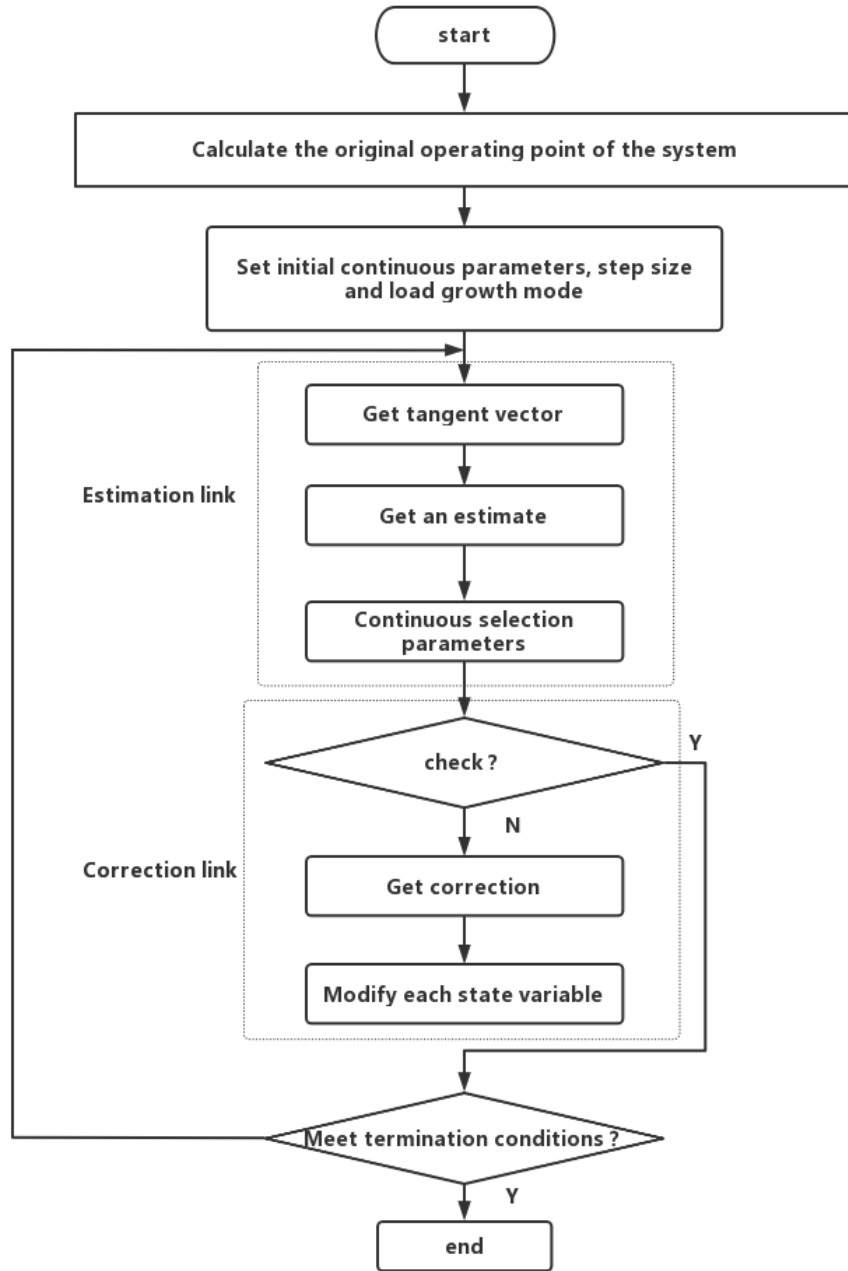 start
Calculate the original operating point of the system
Set initial continuous parameters, step size
and load growth mode
Get tangent vector
Estimation link
Get an estimate
Continuous selection
parameters
check ?
Y
N
Correction link
Get correction
Modify each state variable
Meet termination conditions ?
Y
end